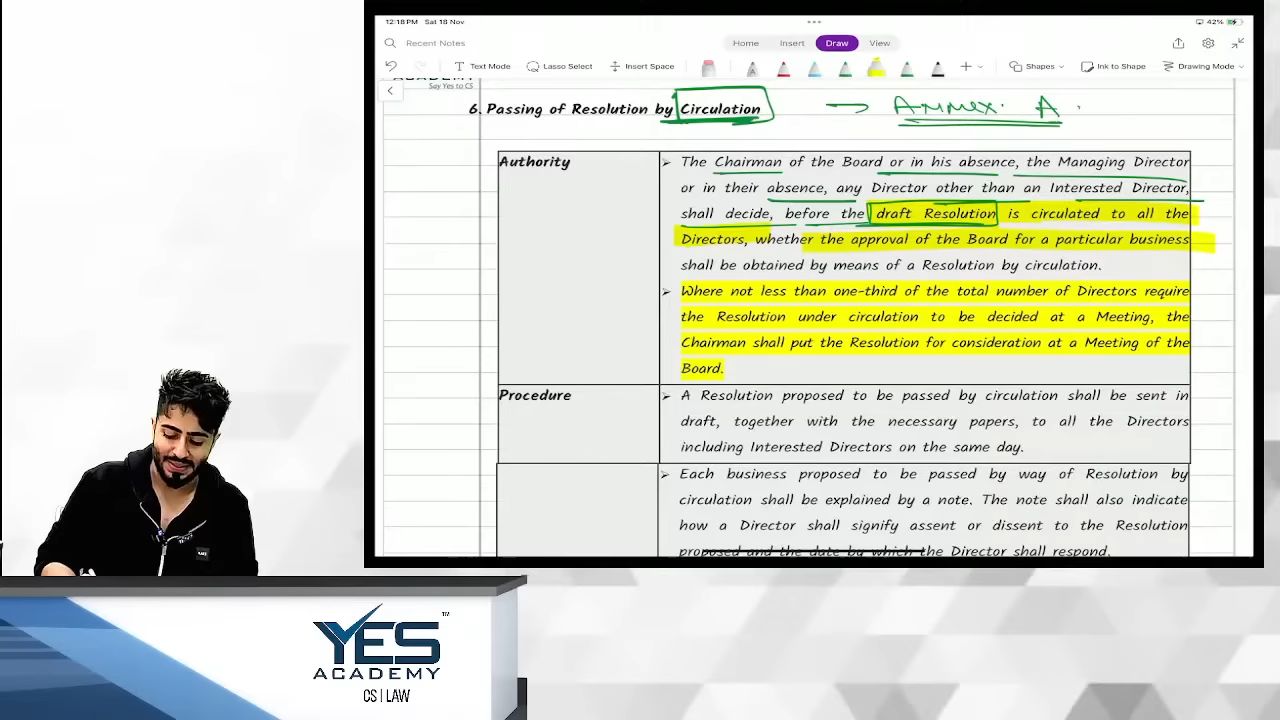 12:18 PM Sat 18 Nov
42%
Recent Notes
Home Insert Draw View
Text Mode Lasso Select Insert Space Shapes Ink to Shape Drawing Mode
Say Yes to CS
6. Passing of Resolution by Circulation → Annex. A
Authority
➢ The Chairman of the Board or in his absence, the Managing Director
or in their absence, any Director other than an Interested Director,
shall decide, before the draft Resolution is circulated to all the
Directors, whether the approval of the Board for a particular business
shall be obtained by means of a Resolution by circulation.
➢ Where not less than one-third of the total number of Directors require
the Resolution under circulation to be decided at a Meeting, the
Chairman shall put the Resolution for consideration at a Meeting of the
Board.
Procedure
➢ A Resolution proposed to be passed by circulation shall be sent in
draft, together with the necessary papers, to all the Directors
including Interested Directors on the same day.
➢ Each business proposed to be passed by way of Resolution by
circulation shall be explained by a note. The note shall also indicate
how a Director shall signify assent or dissent to the Resolution
proposed and the date by which the Director shall respond.
YES™
ACADEMY
CS | LAW